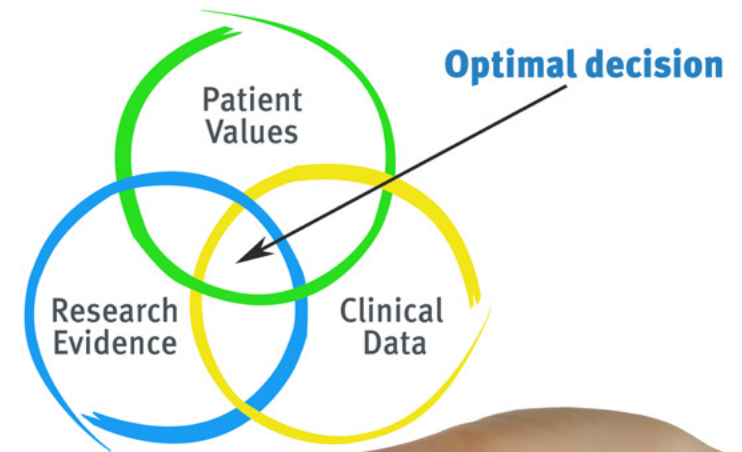 Optimal decision
Patient
Values
Research
Evidence
Clinical
Data